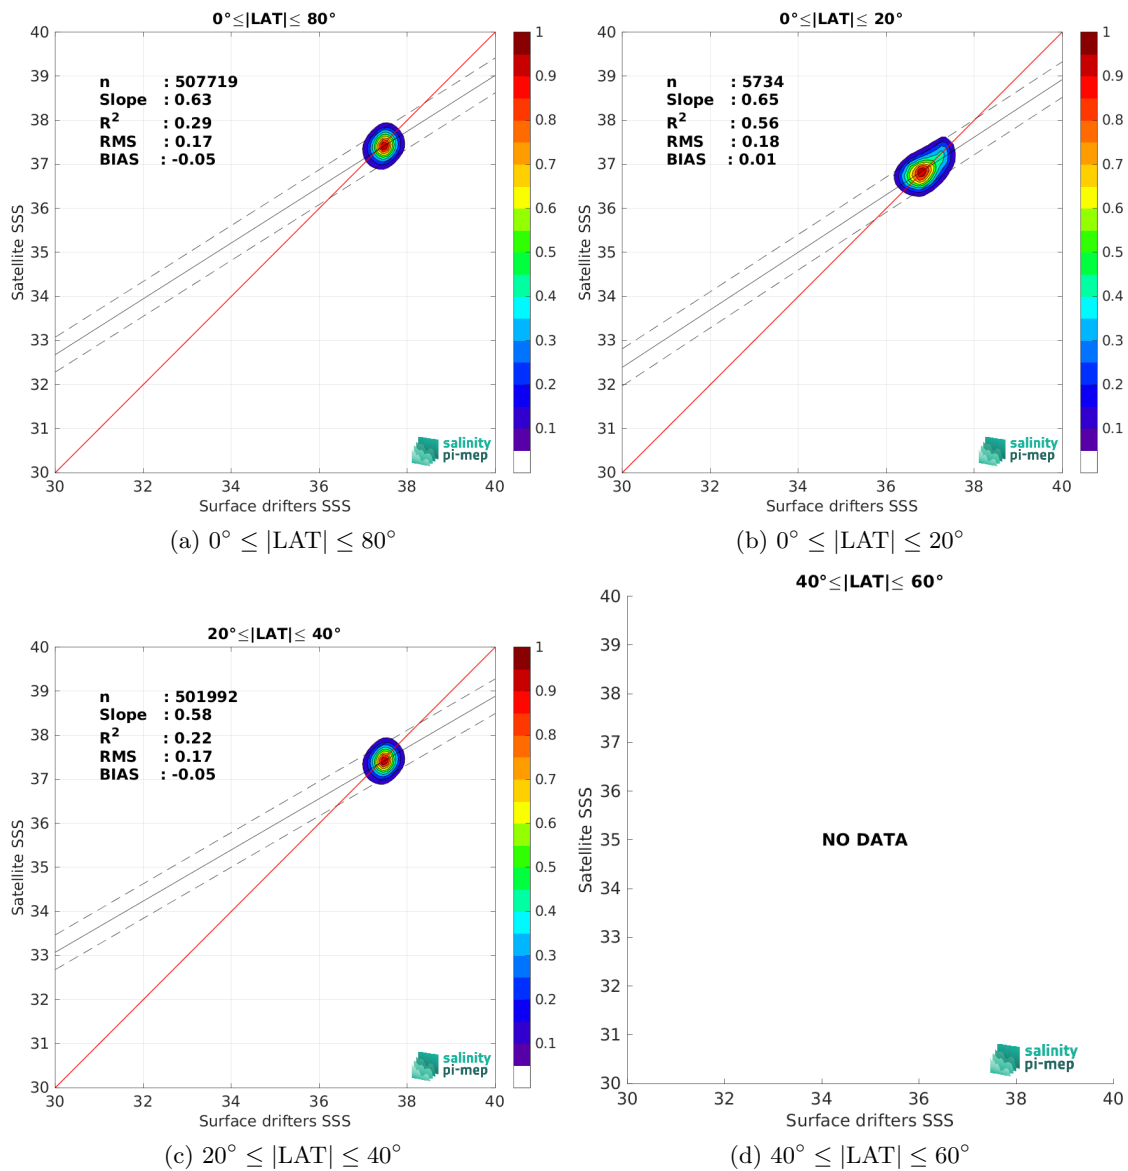 0°≤|LAT|≤ 80°
40
39
38
37
36
35
34
33
32
31
30
Satellite SSS
n : 507719
Slope : 0.63
R2 : 0.29
RMS : 0.17
BIAS : -0.05
1
0.9
0.8
0.7
0.6
0.5
0.4
0.3
0.2
0.1
salinity
pi-mep
30 32 34 36 38 40
Surface drifters SSS
(a) 0° ≤ |LAT| ≤ 80°
0°≤|LAT|≤ 20°
40
39
38
37
36
35
34
33
32
31
30
Satellite SSS
n : 5734
Slope : 0.65
R2 : 0.56
RMS : 0.18
BIAS : 0.01
1
0.9
0.8
0.7
0.6
0.5
0.4
0.3
0.2
0.1
salinity
pi-mep
30 32 34 36 38 40
Surface drifters SSS
(b) 0° ≤ |LAT| ≤ 20°
20°≤|LAT|≤ 40°
40
39
38
37
36
35
34
33
32
31
30
Satellite SSS
n : 501992
Slope : 0.58
R2 : 0.22
RMS : 0.17
BIAS : -0.05
1
0.9
0.8
0.7
0.6
0.5
0.4
0.3
0.2
0.1
salinity
pi-mep
30 32 34 36 38 40
Surface drifters SSS
(c) 20° ≤ |LAT| ≤ 40°
40°≤|LAT|≤ 60°
40
39
38
37
36
35
34
33
32
31
30
Satellite SSS
NO DATA
salinity
pi-mep
30 32 34 36 38 40
Surface drifters SSS
(d) 40° ≤ |LAT| ≤ 60°